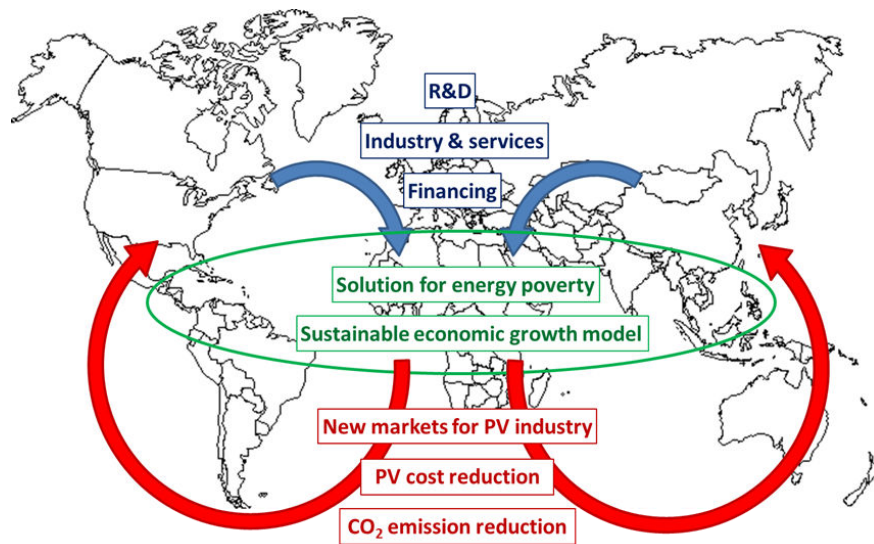 R&D
Industry & services
Financing
Solution for energy poverty
Sustainable economic growth model
New markets for PV industry
PV cost reduction
CO₂ emission reduction